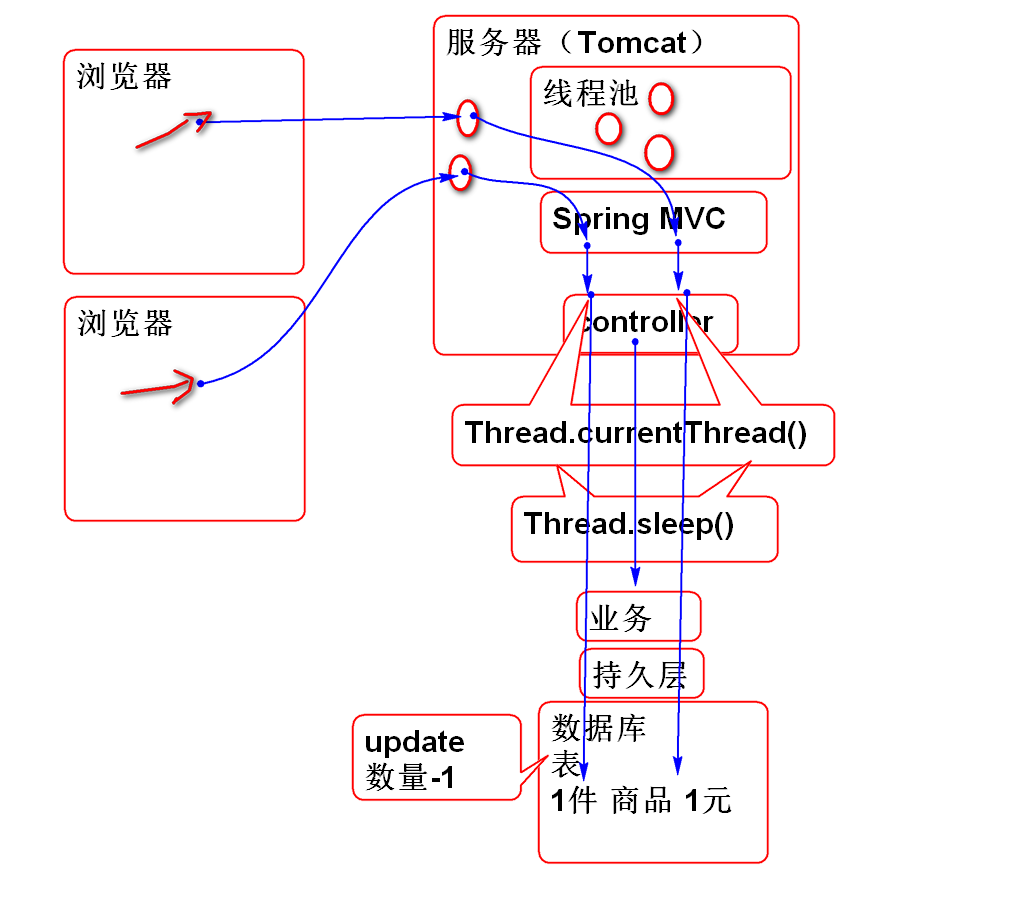 浏览器
服务器（Tomcat）
线程池
Spring MVC
浏览器
controller
Thread.currentThread()
Thread.sleep()
业务
持久层
update
数量-1
数据库
表
1件 商品 1元